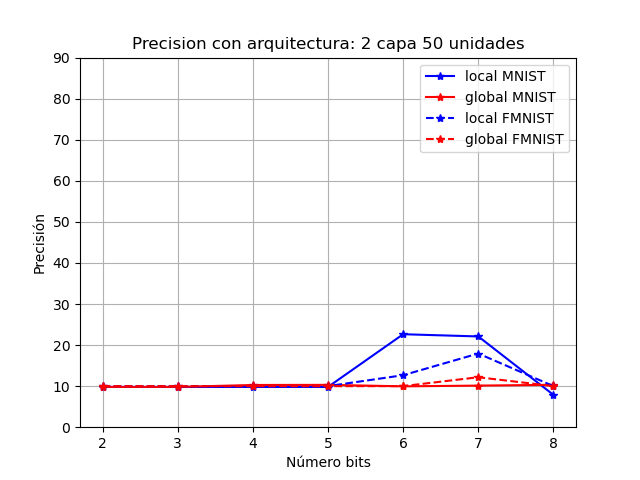 Precision con arquitectura: 2 capa 50 unidades
local MNIST
global MNIST
local FMNIST
global FMNIST
Precisión
90
80
70
60
50
40
30
20
10
0
2 3 4 5 6 7 8
Número bits